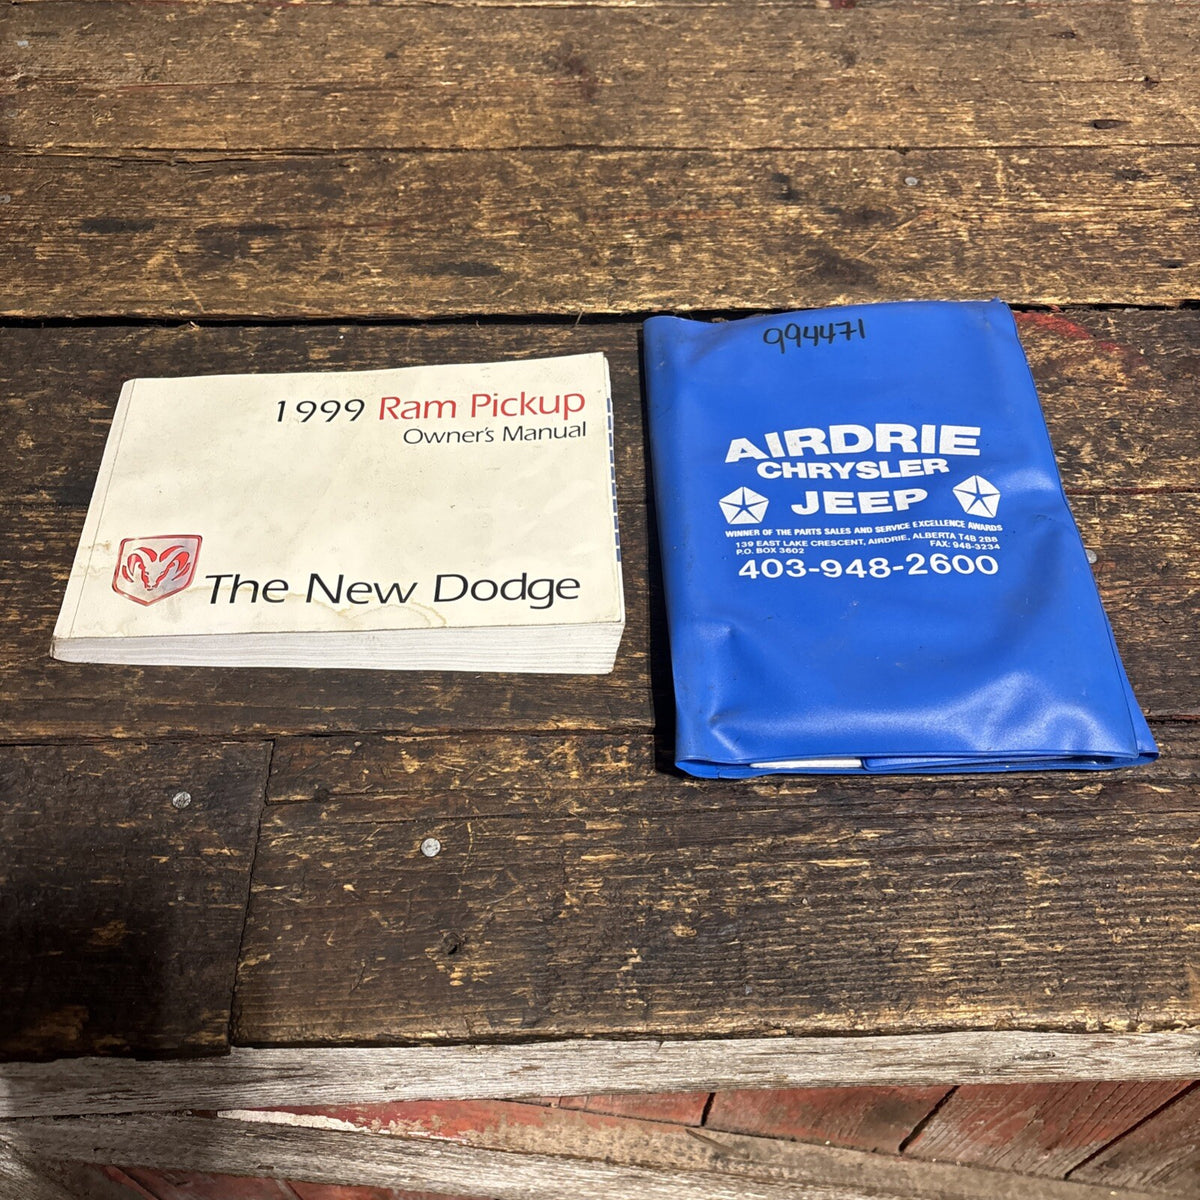 1999 Ram Pickup
Owner's Manual
The New Dodge
994471
AIRDRIE
CHRYSLER
JEEP
WINNER OF THE PARTS SALES AND SERVICE EXCELLENCE AWARDS
139 EAST LAKE CRESCENT, AIRDRIE, ALBERTA T4B 2B8
P.O. BOX 3602 FAX: 948-3234
403-948-2600